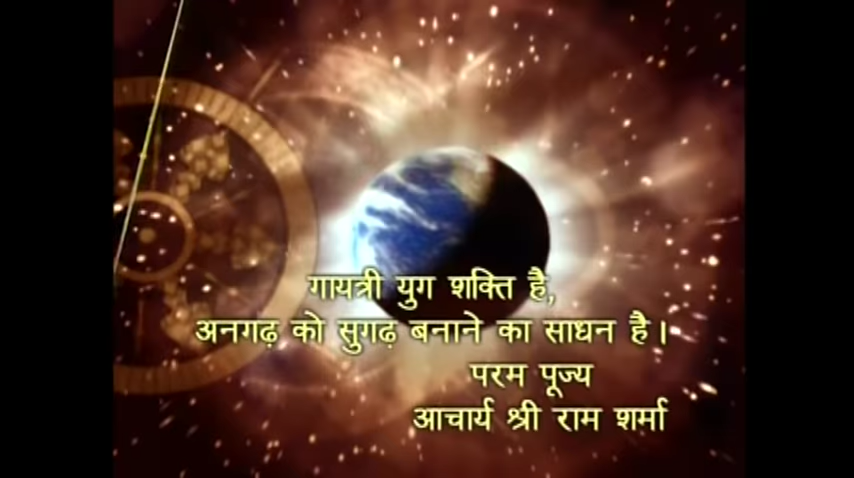 गायत्री युग शक्ति है,
अनगढ़ को सुगढ़ बनाने का साधन है।
परम पूज्य
आचार्य श्री राम शर्मा